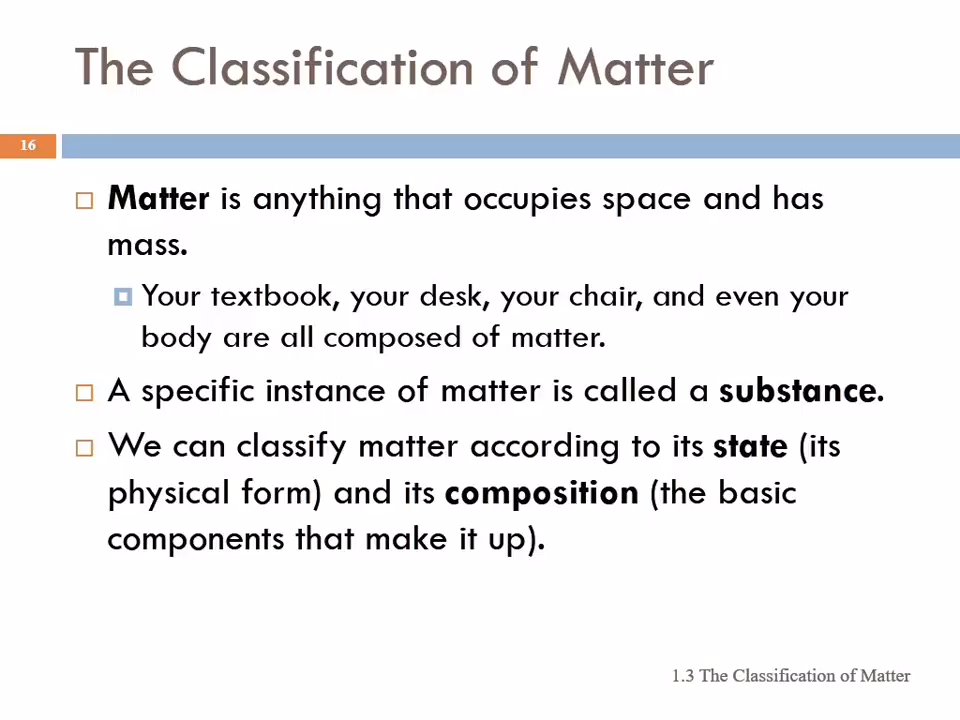 The Classification of Matter
16
Matter is anything that occupies space and has
mass.
Your textbook, your desk, your chair, and even your
body are all composed of matter.
A specific instance of matter is called a substance.
We can classify matter according to its state (its
physical form) and its composition (the basic
components that make it up).
1.3 The Classification of Matter